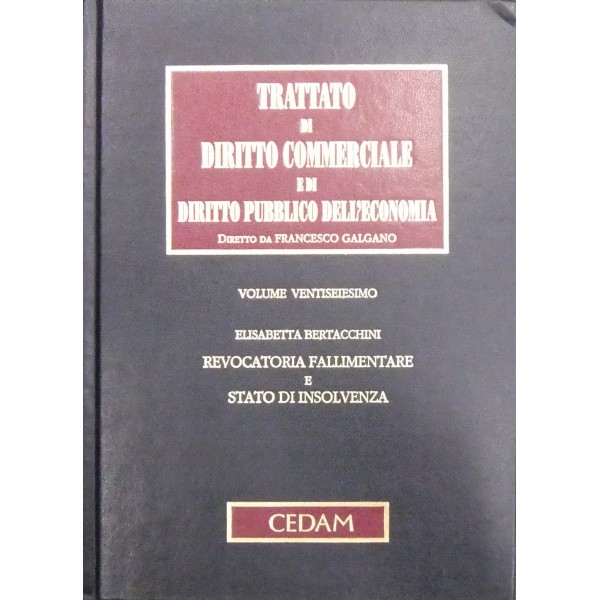 TRATTATO
DI
DIRITTO COMMERCIALE
E DI
DIRITTO PUBBLICO DELL'ECONOMIA
DIRETTO DA FRANCESCO GALGANO
VOLUME VENTISEIESIMO
ELISABETTA BERTACCHINI
REVOCATORIA FALLIMENTARE
E
STATO DI INSOLVENZA
CEDAM